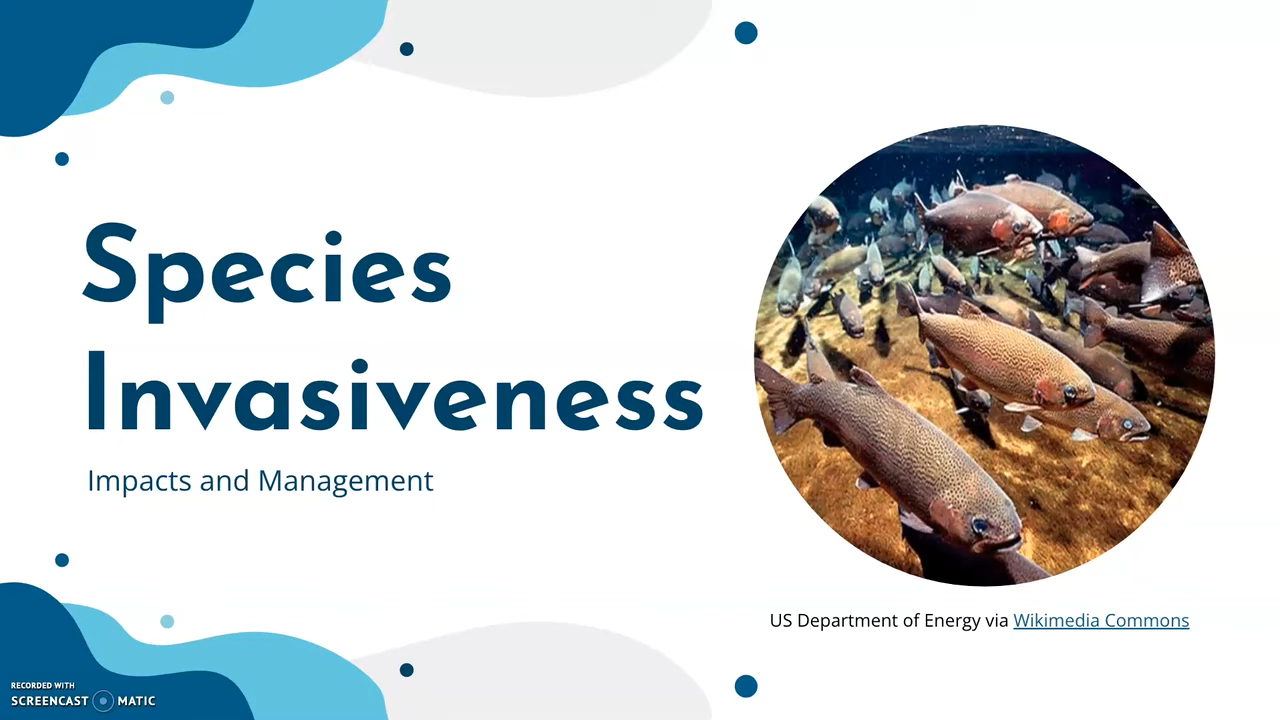 Species
Invasiveness
Impacts and Management
US Department of Energy via Wikimedia Commons
RECORDED WITH
SCREENCAST MATIC